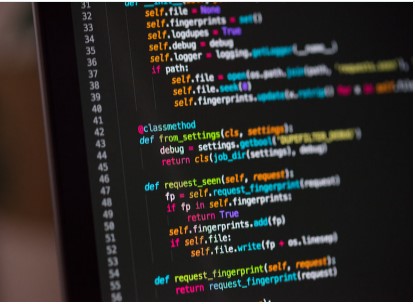 31 def __init__(
32 self.file = None
33 self.fingerprints = set()
34 self.logdupes = True
35 self.debug = debug
36 self.logger = logging.getLogger(__name__)
37 if path:
38 self.file = open(os.path.join(path,
39 self.file.seek(0)
40 self.fingerprints.update(
41
42 @classmethod
43 def from_settings(cls, settings):
44 debug = settings.getbool(
45 return cls(job_dir(settings), debug)
46
47 def request_seen(self, request):
48 fp = self.request_fingerprint(request)
49 if fp in self.fingerprints:
50 return True
51 self.fingerprints.add(fp)
52 if self.file:
53 self.file.write(fp + os.linesep)
54
55 def request_fingerprint(self, request):
56 return request_fingerprint(request)